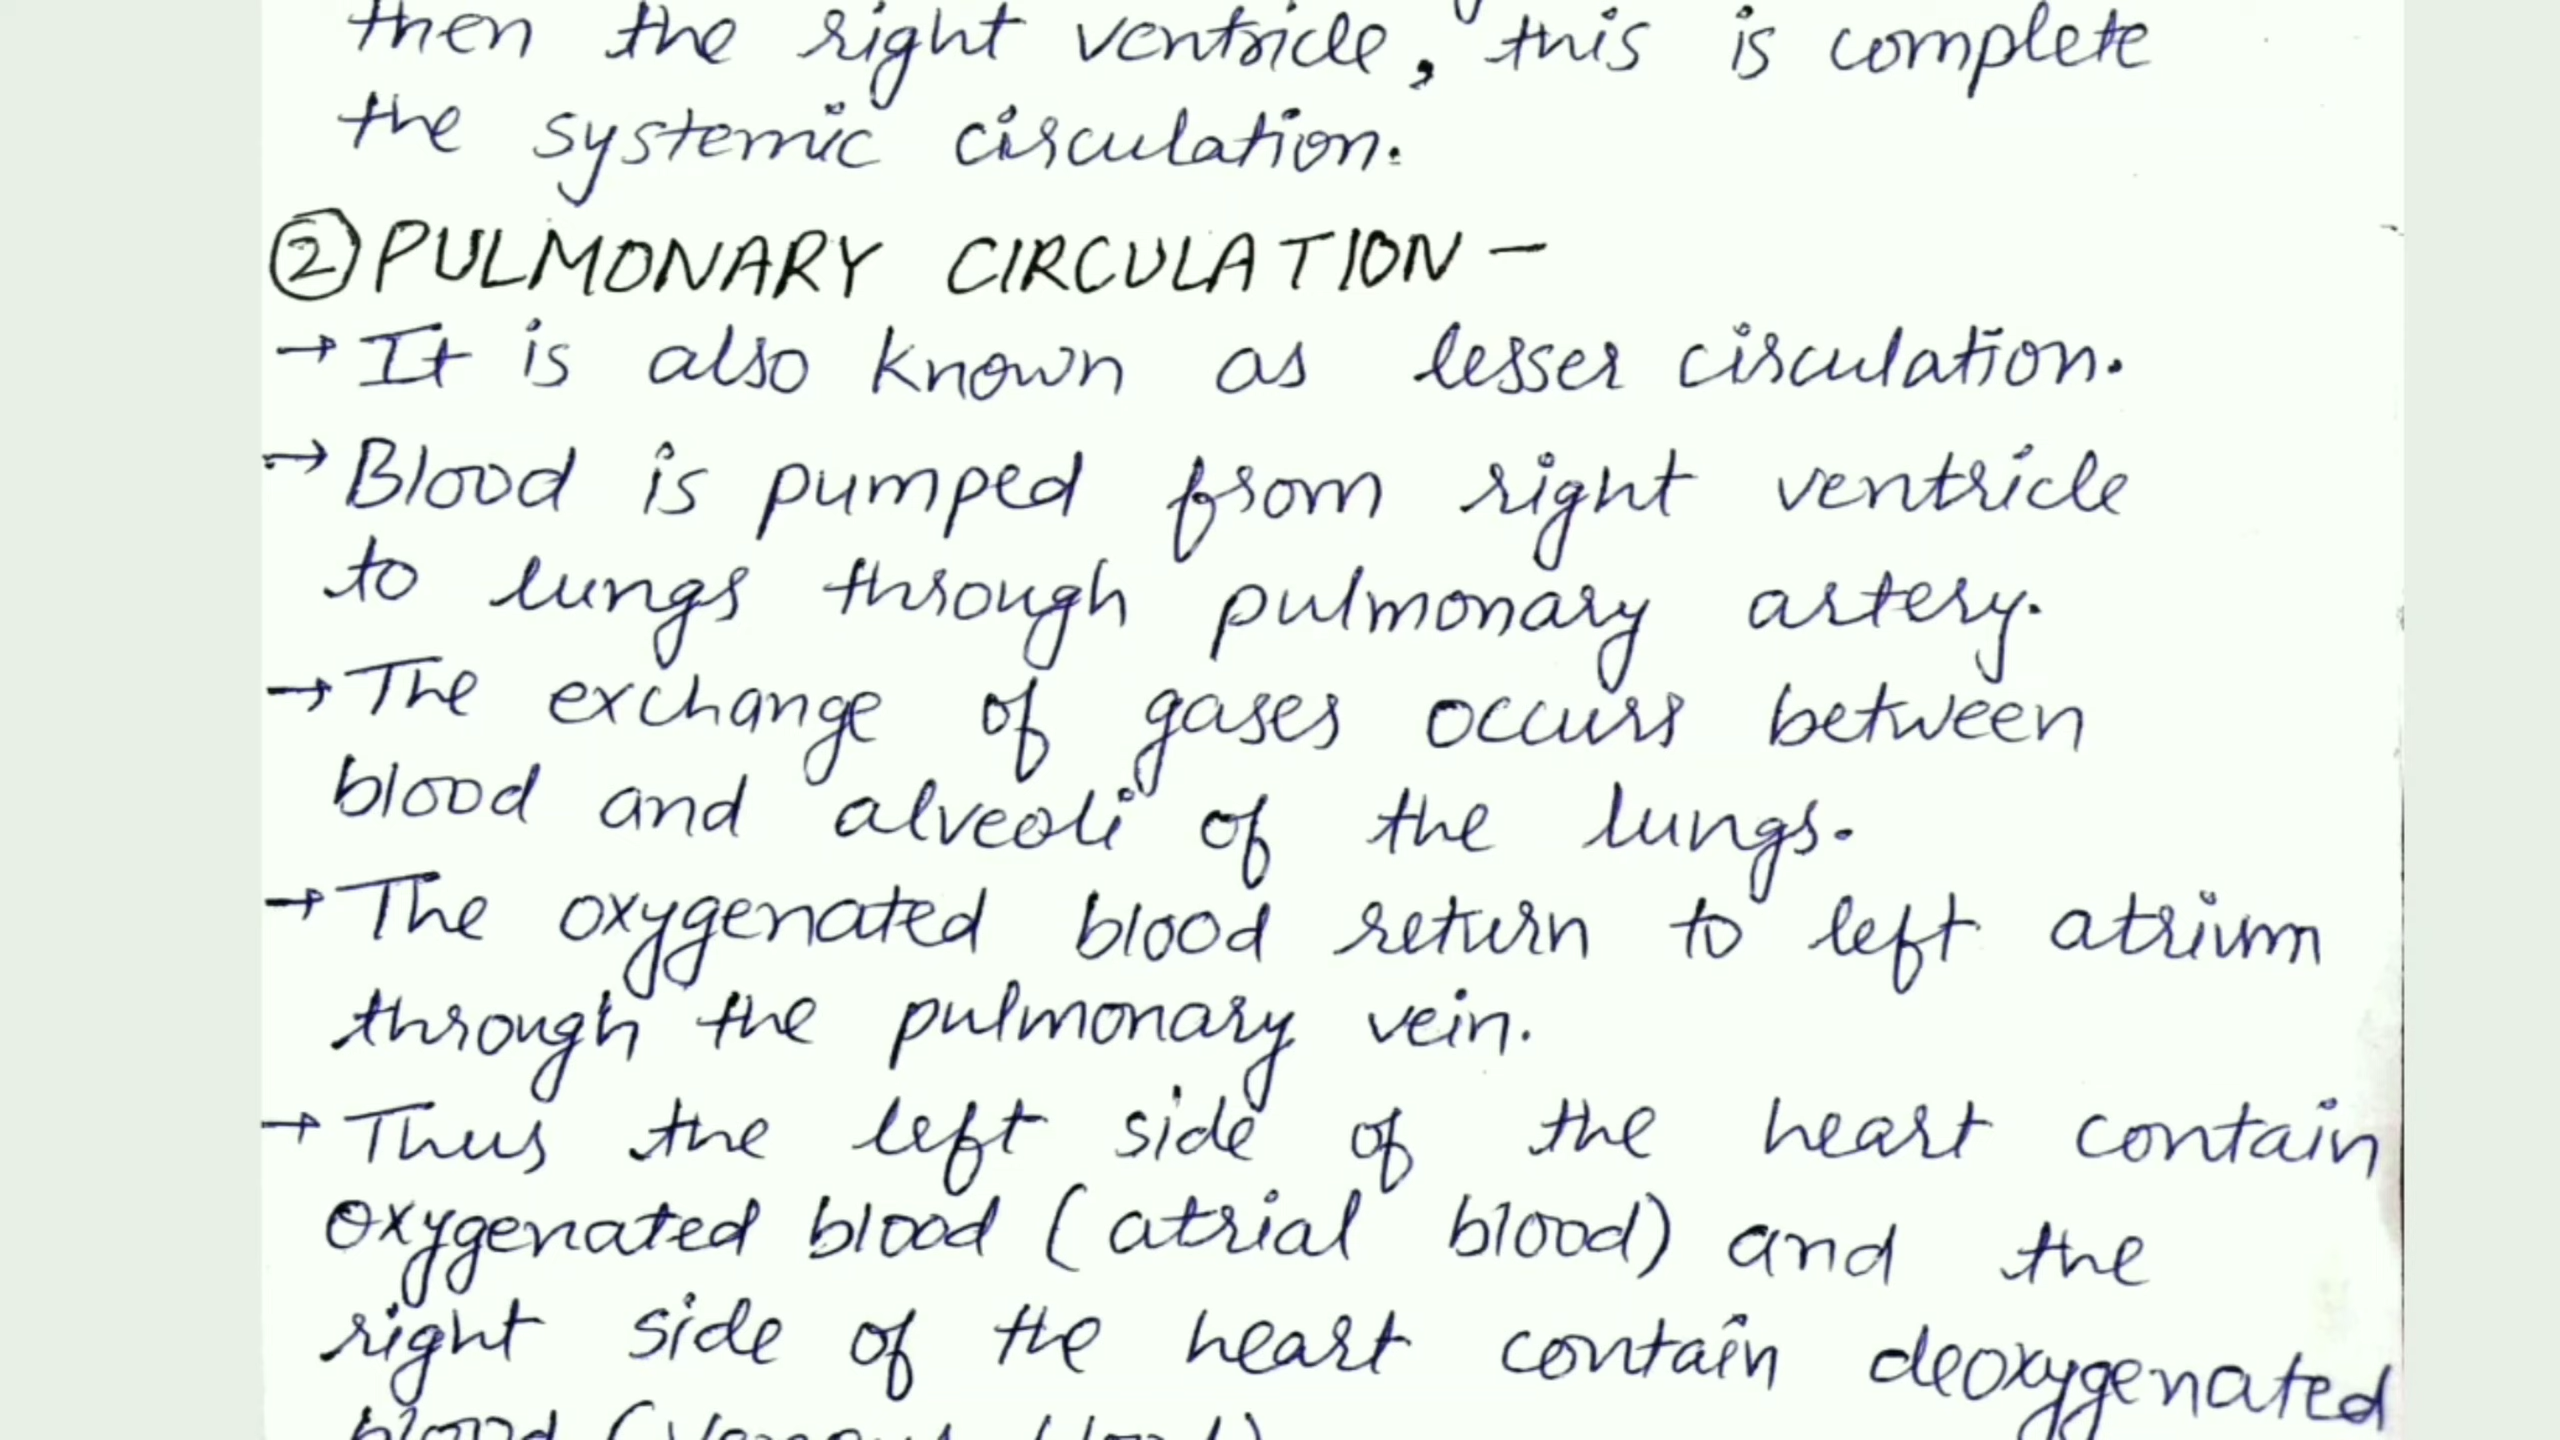 then the right ventricle, this is complete
the systemic circulation.
② PULMONARY CIRCULATION -
→ It is also known as lesser circulation.
→ Blood is pumped from right ventricle
to lungs through pulmonary artery.
→ The exchange of gases occurs between
blood and alveoli of the lungs.
→ The oxygenated blood return to left atrium
through the pulmonary vein.
→ Thus the left side of the heart contain
oxygenated blood (atrial blood) and the
right side of the heart contain deoxygenated
blood (Venous blood)